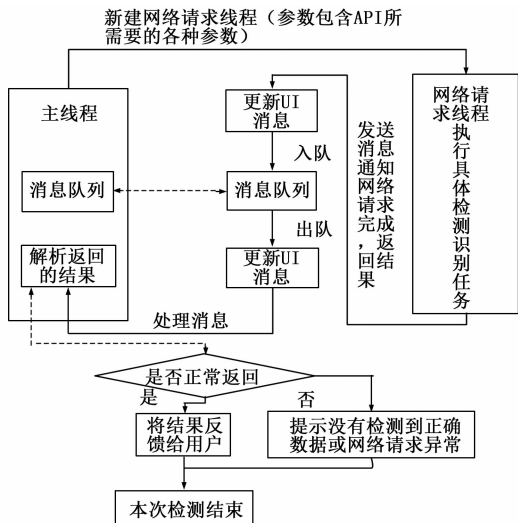 新建网络请求线程（参数包含API所
需要的各种参数）
主线程
消息队列
解析返回
的结果
更新UI
消息
入队
消息队列
出队
更新UI
消息
处理消息
发送
消息
通知
网络
请求
完成
，返
回结
果
网络请
求线程
执
行
具
体
检
测
识
别
任
务
是否正常返回
是
否
将结果反
馈给用户
提示没有检测到正确
数据或网络请求异常
本次检测结束